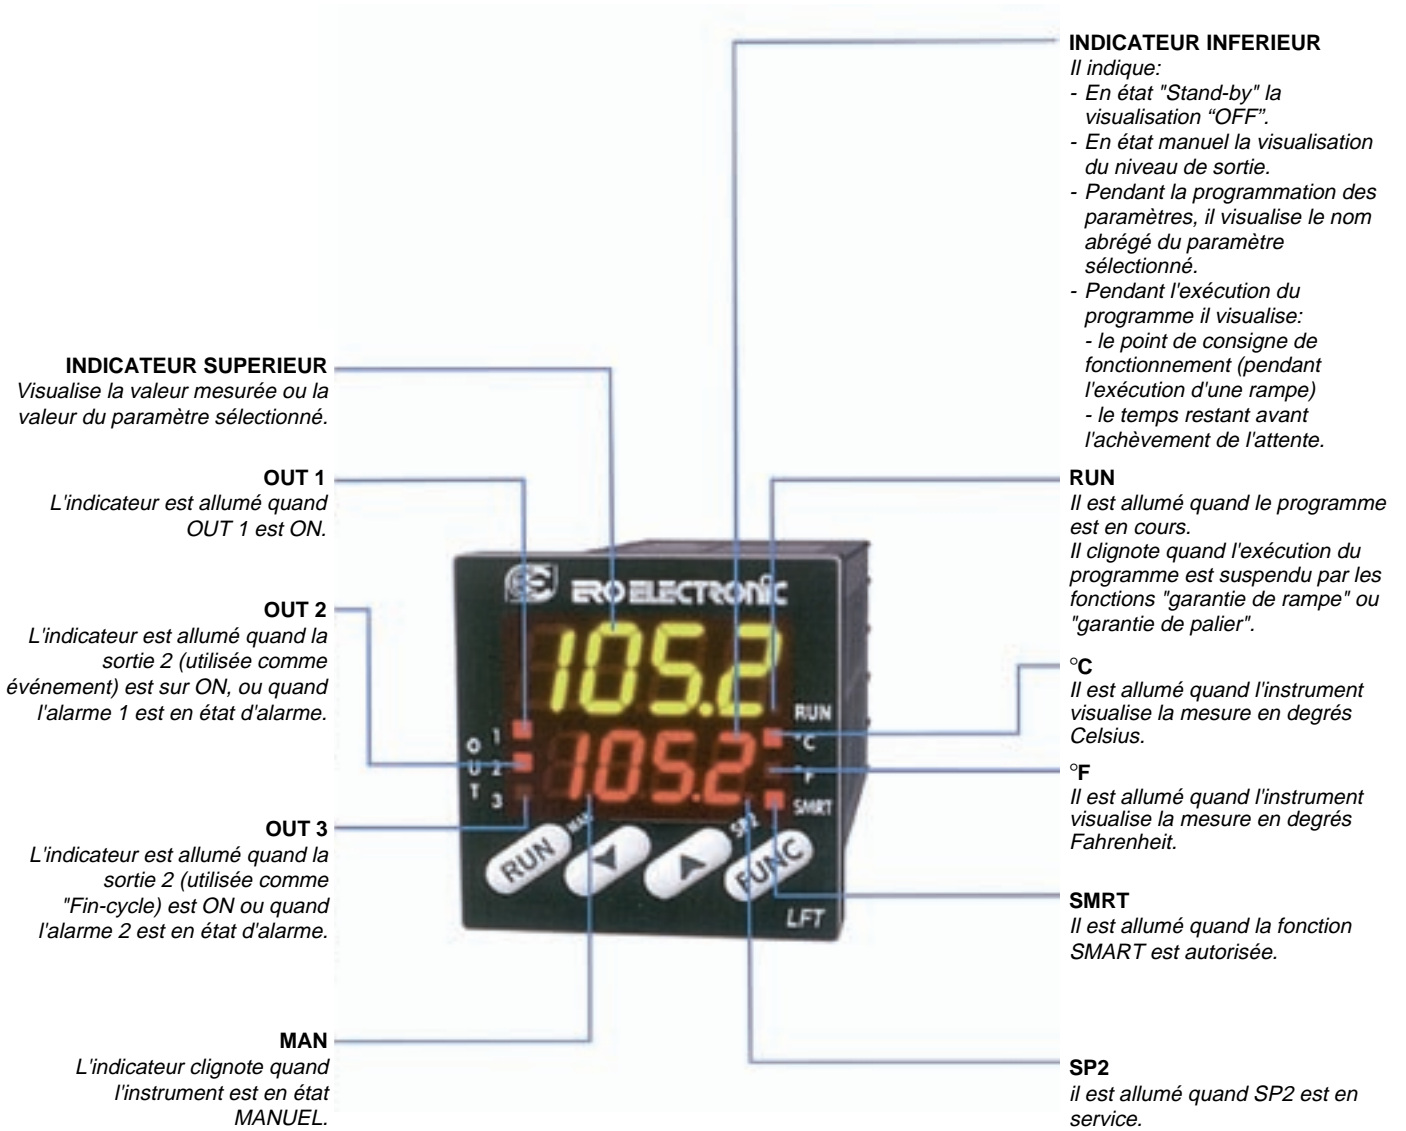 INDICATEUR INFERIEUR
Il indique:
- En état "Stand-by" la
visualisation “OFF”.
- En état manuel la visualisation
du niveau de sortie.
- Pendant la programmation des
paramètres, il visualise le nom
abrégé du paramètre
sélectionné.
- Pendant l'exécution du
programme il visualise:
- le point de consigne de
fonctionnement (pendant
l'exécution d'une rampe)
- le temps restant avant
l'achèvement de l'attente.
INDICATEUR SUPERIEUR
Visualise la valeur mesurée ou la
valeur du paramètre sélectionné.
OUT 1
L'indicateur est allumé quand
OUT 1 est ON.
OUT 2
L'indicateur est allumé quand la
sortie 2 (utilisée comme
événement) est sur ON, ou quand
l'alarme 1 est en état d'alarme.
OUT 3
L'indicateur est allumé quand la
sortie 2 (utilisée comme
"Fin-cycle) est ON ou quand
l'alarme 2 est en état d'alarme.
MAN
L'indicateur clignote quand
l'instrument est en état
MANUEL.
ERO ELECTRONIC
105.2
RUN
105.2
°C
°F
SMRT
OUT
1
2
3
MAN
SP2
RUN
FUNC
LFT
RUN
Il est allumé quand le programme
est en cours.
Il clignote quand l'exécution du
programme est suspendu par les
fonctions "garantie de rampe" ou
"garantie de palier".
°C
Il est allumé quand l'instrument
visualise la mesure en degrés
Celsius.
°F
Il est allumé quand l'instrument
visualise la mesure en degrés
Fahrenheit.
SMRT
Il est allumé quand la fonction
SMART est autorisée.
SP2
il est allumé quand SP2 est en
service.